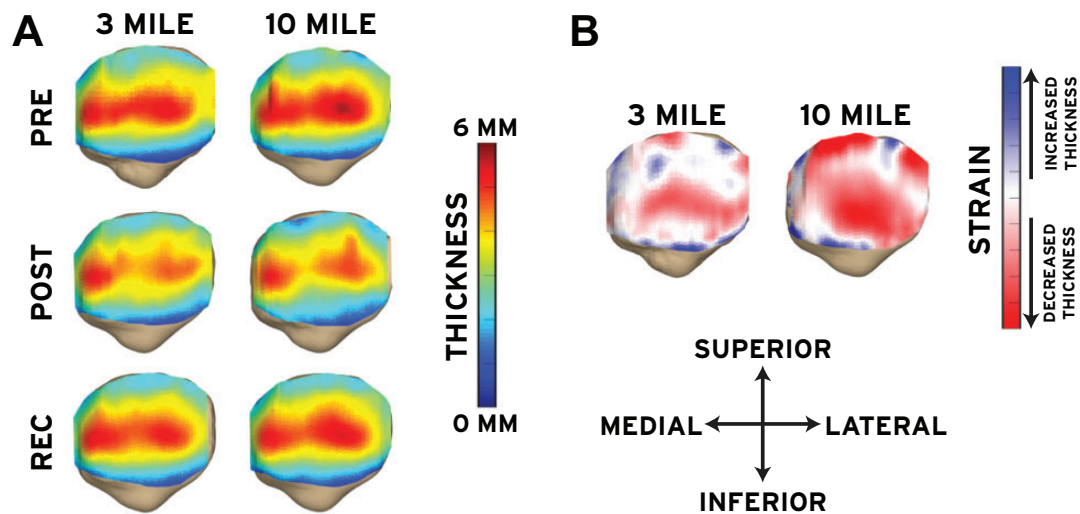 A
3 MILE 10 MILE
PRE
POST
REC
6 MM
THICKNESS
0 MM
B
3 MILE 10 MILE
STRAIN
INCREASED
THICKNESS
DECREASED
THICKNESS
SUPERIOR
MEDIAL LATERAL
INFERIOR